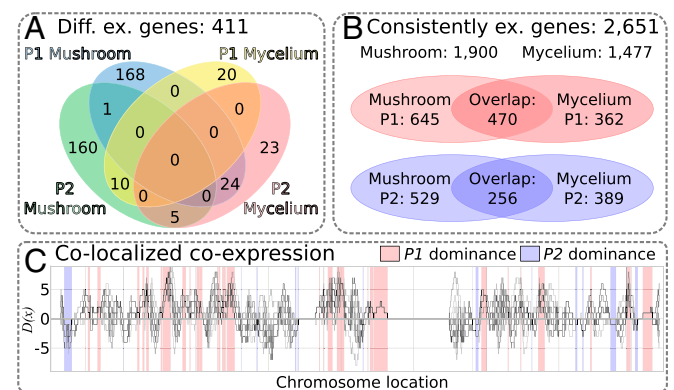 A Diff. ex. genes: 411
P1 Mushroom P1 Mycelium
168 20
0
1 0
0 0
160 23
0
10 24
0 0
P2 P2
Mushroom Mycelium
5
B Consistently ex. genes: 2,651
Mushroom: 1,900 Mycelium: 1,477
Mushroom Overlap: Mycelium
P1: 645 470 P1: 362
Mushroom Overlap: Mycelium
P2: 529 256 P2: 389
C Co-localized co-expression P1 dominance P2 dominance
5
0
-5
D(x)
Chromosome location